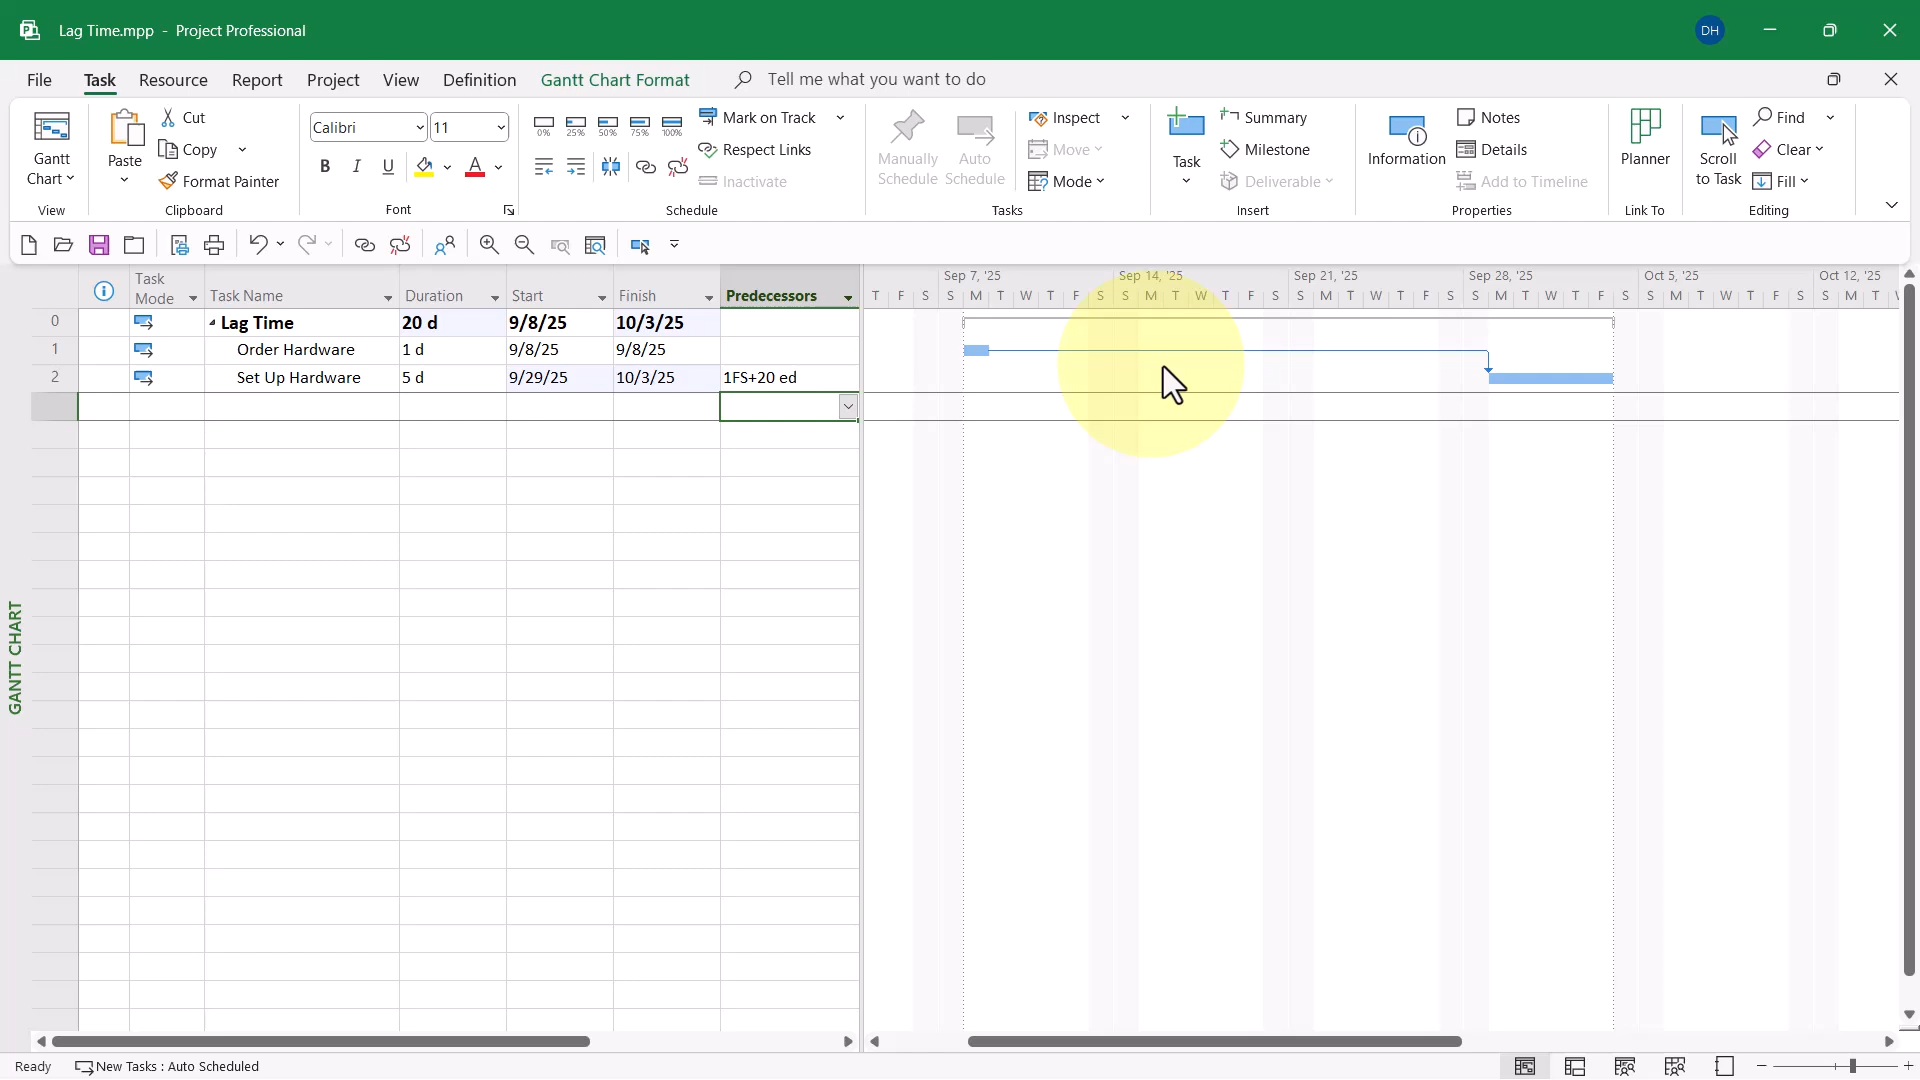 Lag Time.mpp - Project Professional
DH
File Task Resource Report Project View Definition Gantt Chart Format Tell me what you want to do
Gantt Chart
View
Paste
Cut
Copy
Format Painter
Clipboard
Calibri 11
B I U A
Font
0% 25% 50% 75% 100%
Mark on Track
Respect Links
Inactivate
Schedule
Manually Schedule
Auto Schedule
Inspect
Move
Mode
Tasks
Task
Summary
Milestone
Deliverable
Insert
Information
Notes
Details
Add to Timeline
Properties
Planner
Link To
Scroll to Task
Find
Clear
Fill
Editing
Task Mode Task Name Duration Start Finish Predecessors
Sep 7, '25 Sep 14, '25 Sep 21, '25 Sep 28, '25 Oct 5, '25 Oct 12, '25
T F S S M T W T F S S M T W T F S S M T W T F S S M T W T F S S M T W T F S S M T
0 Lag Time 20 d 9/8/25 10/3/25
1 Order Hardware 1 d 9/8/25 9/8/25
2 Set Up Hardware 5 d 9/29/25 10/3/25 1FS+20 ed
GANTT CHART
Ready New Tasks : Auto Scheduled